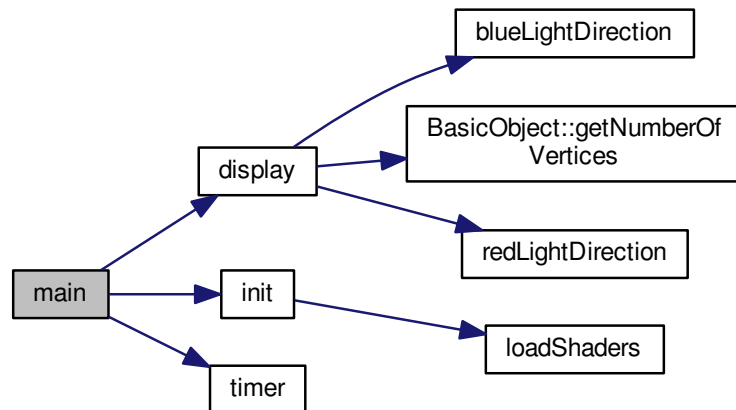 blueLightDirection
BasicObject::getNumberOf
Vertices
display
redLightDirection
main
init
loadShaders
timer